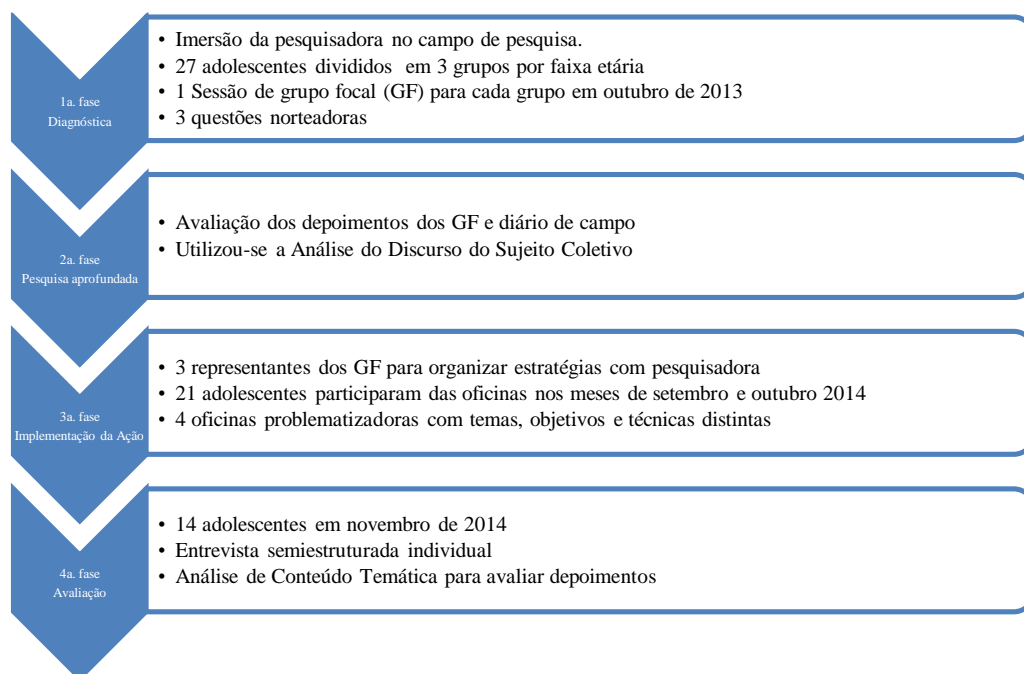 1a. fase
Diagnóstica
• Imersão da pesquisadora no campo de pesquisa.
• 27 adolescentes divididos em 3 grupos por faixa etária
• 1 Sessão de grupo focal (GF) para cada grupo em outubro de 2013
• 3 questões norteadoras
2a. fase
Pesquisa aprofundada
• Avaliação dos depoimentos dos GF e diário de campo
• Utilizou-se a Análise do Discurso do Sujeito Coletivo
3a. fase
Implementação da Ação
• 3 representantes dos GF para organizar estratégias com pesquisadora
• 21 adolescentes participaram das oficinas nos meses de setembro e outubro 2014
• 4 oficinas problematizadoras com temas, objetivos e técnicas distintas
4a. fase
Avaliação
• 14 adolescentes em novembro de 2014
• Entrevista semiestruturada individual
• Análise de Conteúdo Temática para avaliar depoimentos